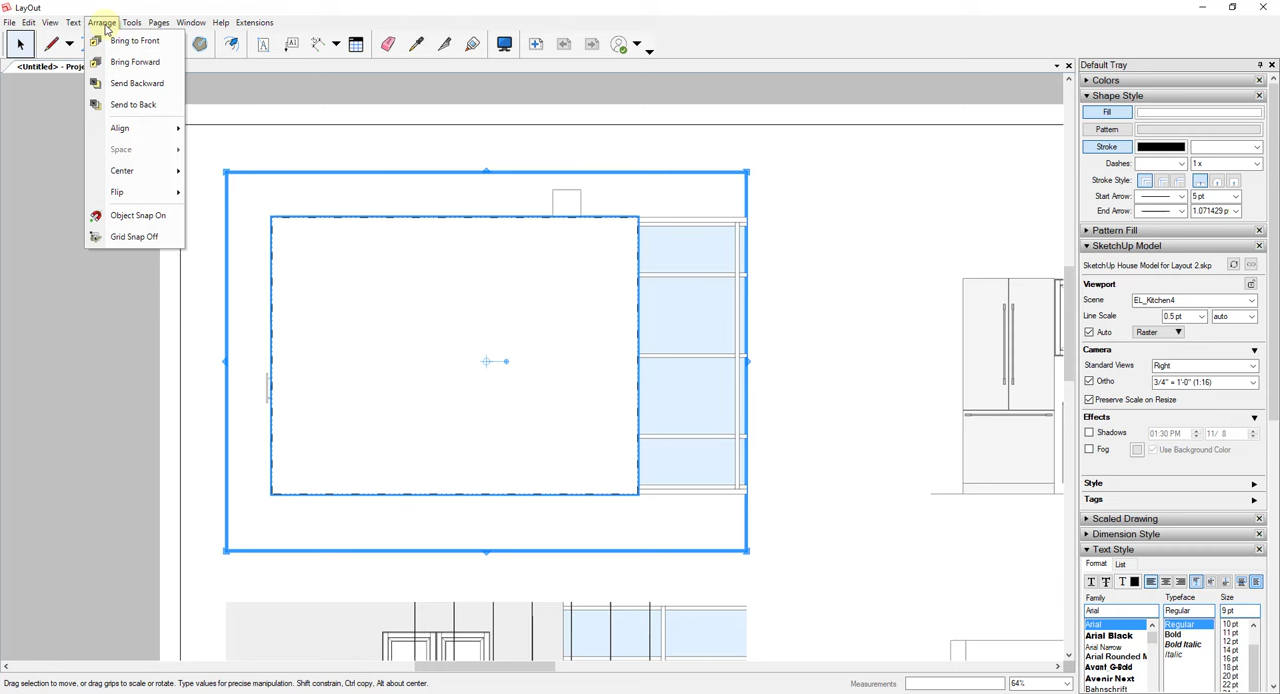 LayOut
File Edit View Text Arrange Tools Pages Window Help Extensions
<Untitled> - Proje
Bring to Front
Bring Forward
Send Backward
Send to Back
Align
Space
Center
Flip
Object Snap On
Grid Snap Off
Default Tray
Colors
Shape Style
Fill
Pattern
Stroke
Dashes: 1 x
Stroke Style:
Start Arrow: 5 pt
End Arrow: 1.071429 p
Pattern Fill
SketchUp Model
SketchUp House Model for Layout 2.skp
Viewport
Scene EL_Kitchen4
Line Scale 0.5 pt auto
Auto Raster
Camera
Standard Views Right
Ortho 3/4" = 1'-0" (1:16)
Preserve Scale on Resize
Effects
Shadows 01:30 PM 11/ 8
Fog Use Background Color
Style
Tags
Scaled Drawing
Dimension Style
Text Style
Format List
Family Typeface Size
Arial Regular 9 pt
Arial Regular 10 pt
Arial Black Bold 11 pt
Arial Narrow Bold Italic 12 pt
Arial Rounded M Italic 14 pt
Avant G-Bold 16 pt
Avenir Next 18 pt
Bahnschrift 20 pt
22 pt
Drag selection to move, or drag grips to scale or rotate. Type values for precise manipulation. Shift constrain, Ctrl copy, Alt about center.
Measurements 64%